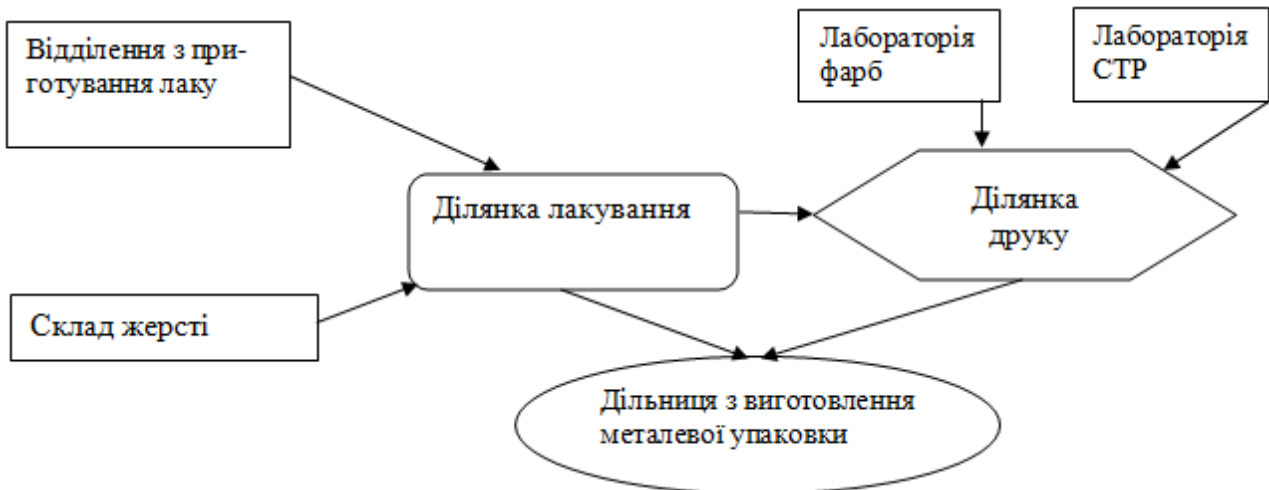 Відділення з при-
готування лаку
Лабораторія
фарб
Лабораторія
СТР
Ділянка лакування
Ділянка
друку
Склад жерсті
Дільниця з виготовлення
металевої упаковки